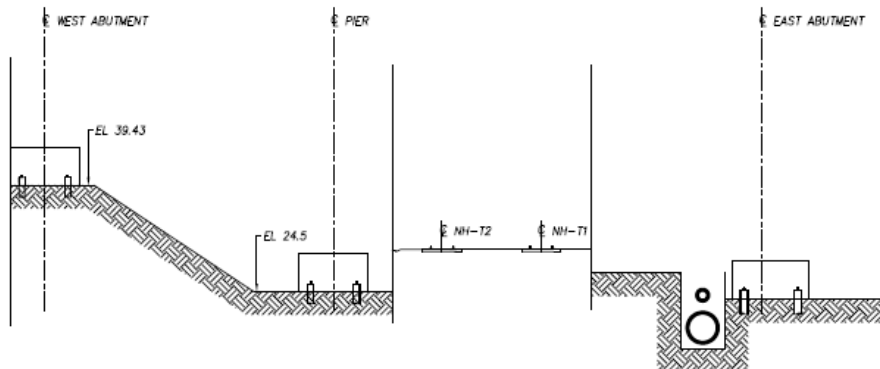 ℄ WEST ABUTMENT
℄ PIER
℄ EAST ABUTMENT
EL 39.43
EL 24.5
℄ NH-T2
℄ NH-T1